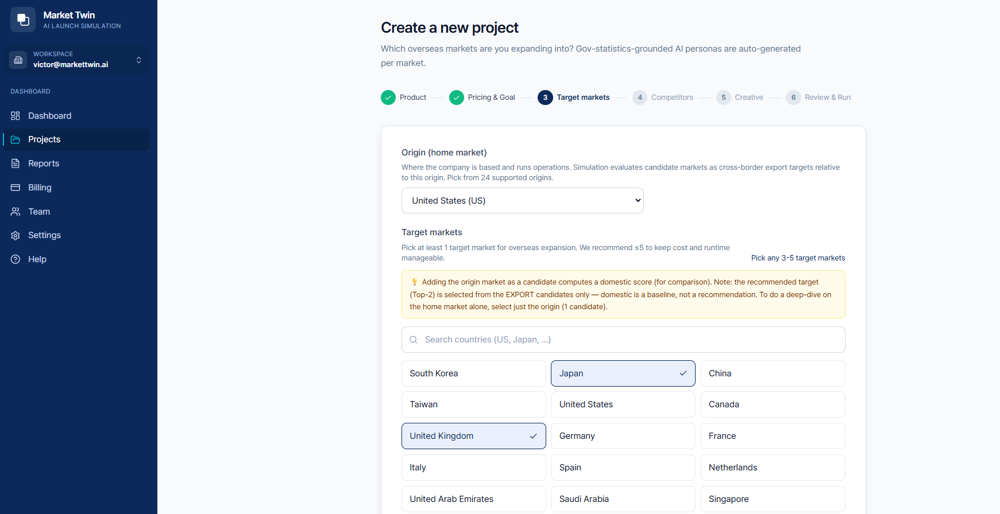 Market Twin
AI LAUNCH SIMULATION
WORKSPACE
victor@markettwin.ai
DASHBOARD
Dashboard
Projects
Reports
Billing
Team
Settings
Help
Create a new project
Which overseas markets are you expanding into? Gov-statistics-grounded AI personas are auto-generated
per market.
Product
Pricing & Goal
3 Target markets
4 Competitors
5 Creative
6 Review & Run
Origin (home market)
Where the company is based and runs operations. Simulation evaluates candidate markets as cross-border export targets relative
to this origin. Pick from 24 supported origins.
United States (US)
Target markets
Pick at least 1 target market for overseas expansion. We recommend ≤5 to keep cost and runtime
manageable.
Pick any 3-5 target markets
💡 Adding the origin market as a candidate computes a domestic score (for comparison). Note: the recommended target
(Top-2) is selected from the EXPORT candidates only — domestic is a baseline, not a recommendation. To do a deep-dive on
the home market alone, select just the origin (1 candidate).
Search countries (US, Japan, ...)
South Korea
Japan
China
Taiwan
United States
Canada
United Kingdom
Germany
France
Italy
Spain
Netherlands
United Arab Emirates
Saudi Arabia
Singapore